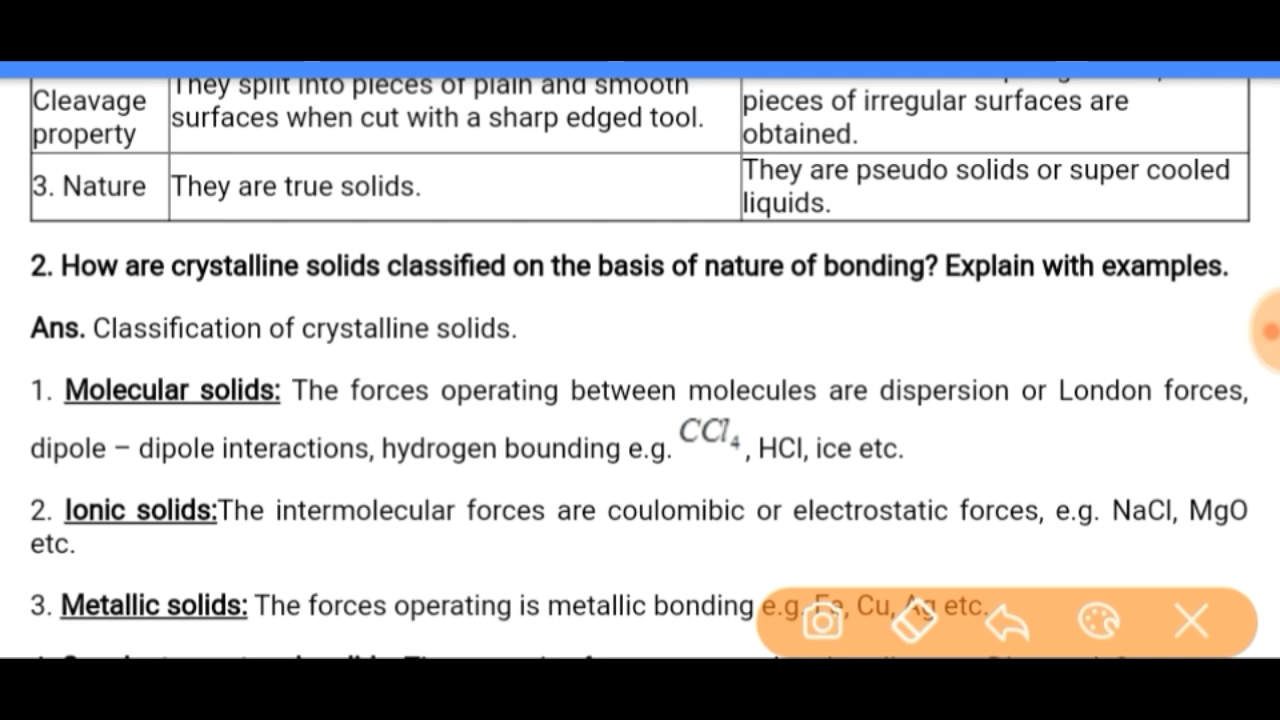 Cleavage property
They split into pieces of plain and smooth
surfaces when cut with a sharp edged tool.
pieces of irregular surfaces are
obtained.
3. Nature
They are true solids.
They are pseudo solids or super cooled
liquids.
2. How are crystalline solids classified on the basis of nature of bonding? Explain with examples.
Ans. Classification of crystalline solids.
1. Molecular solids: The forces operating between molecules are dispersion or London forces,
dipole – dipole interactions, hydrogen bounding e.g. CCl₄, HCl, ice etc.
2. Ionic solids:The intermolecular forces are coulomibic or electrostatic forces, e.g. NaCl, MgO
etc.
3. Metallic solids: The forces operating is metallic bonding e.g. Fe, Cu, Ag etc.